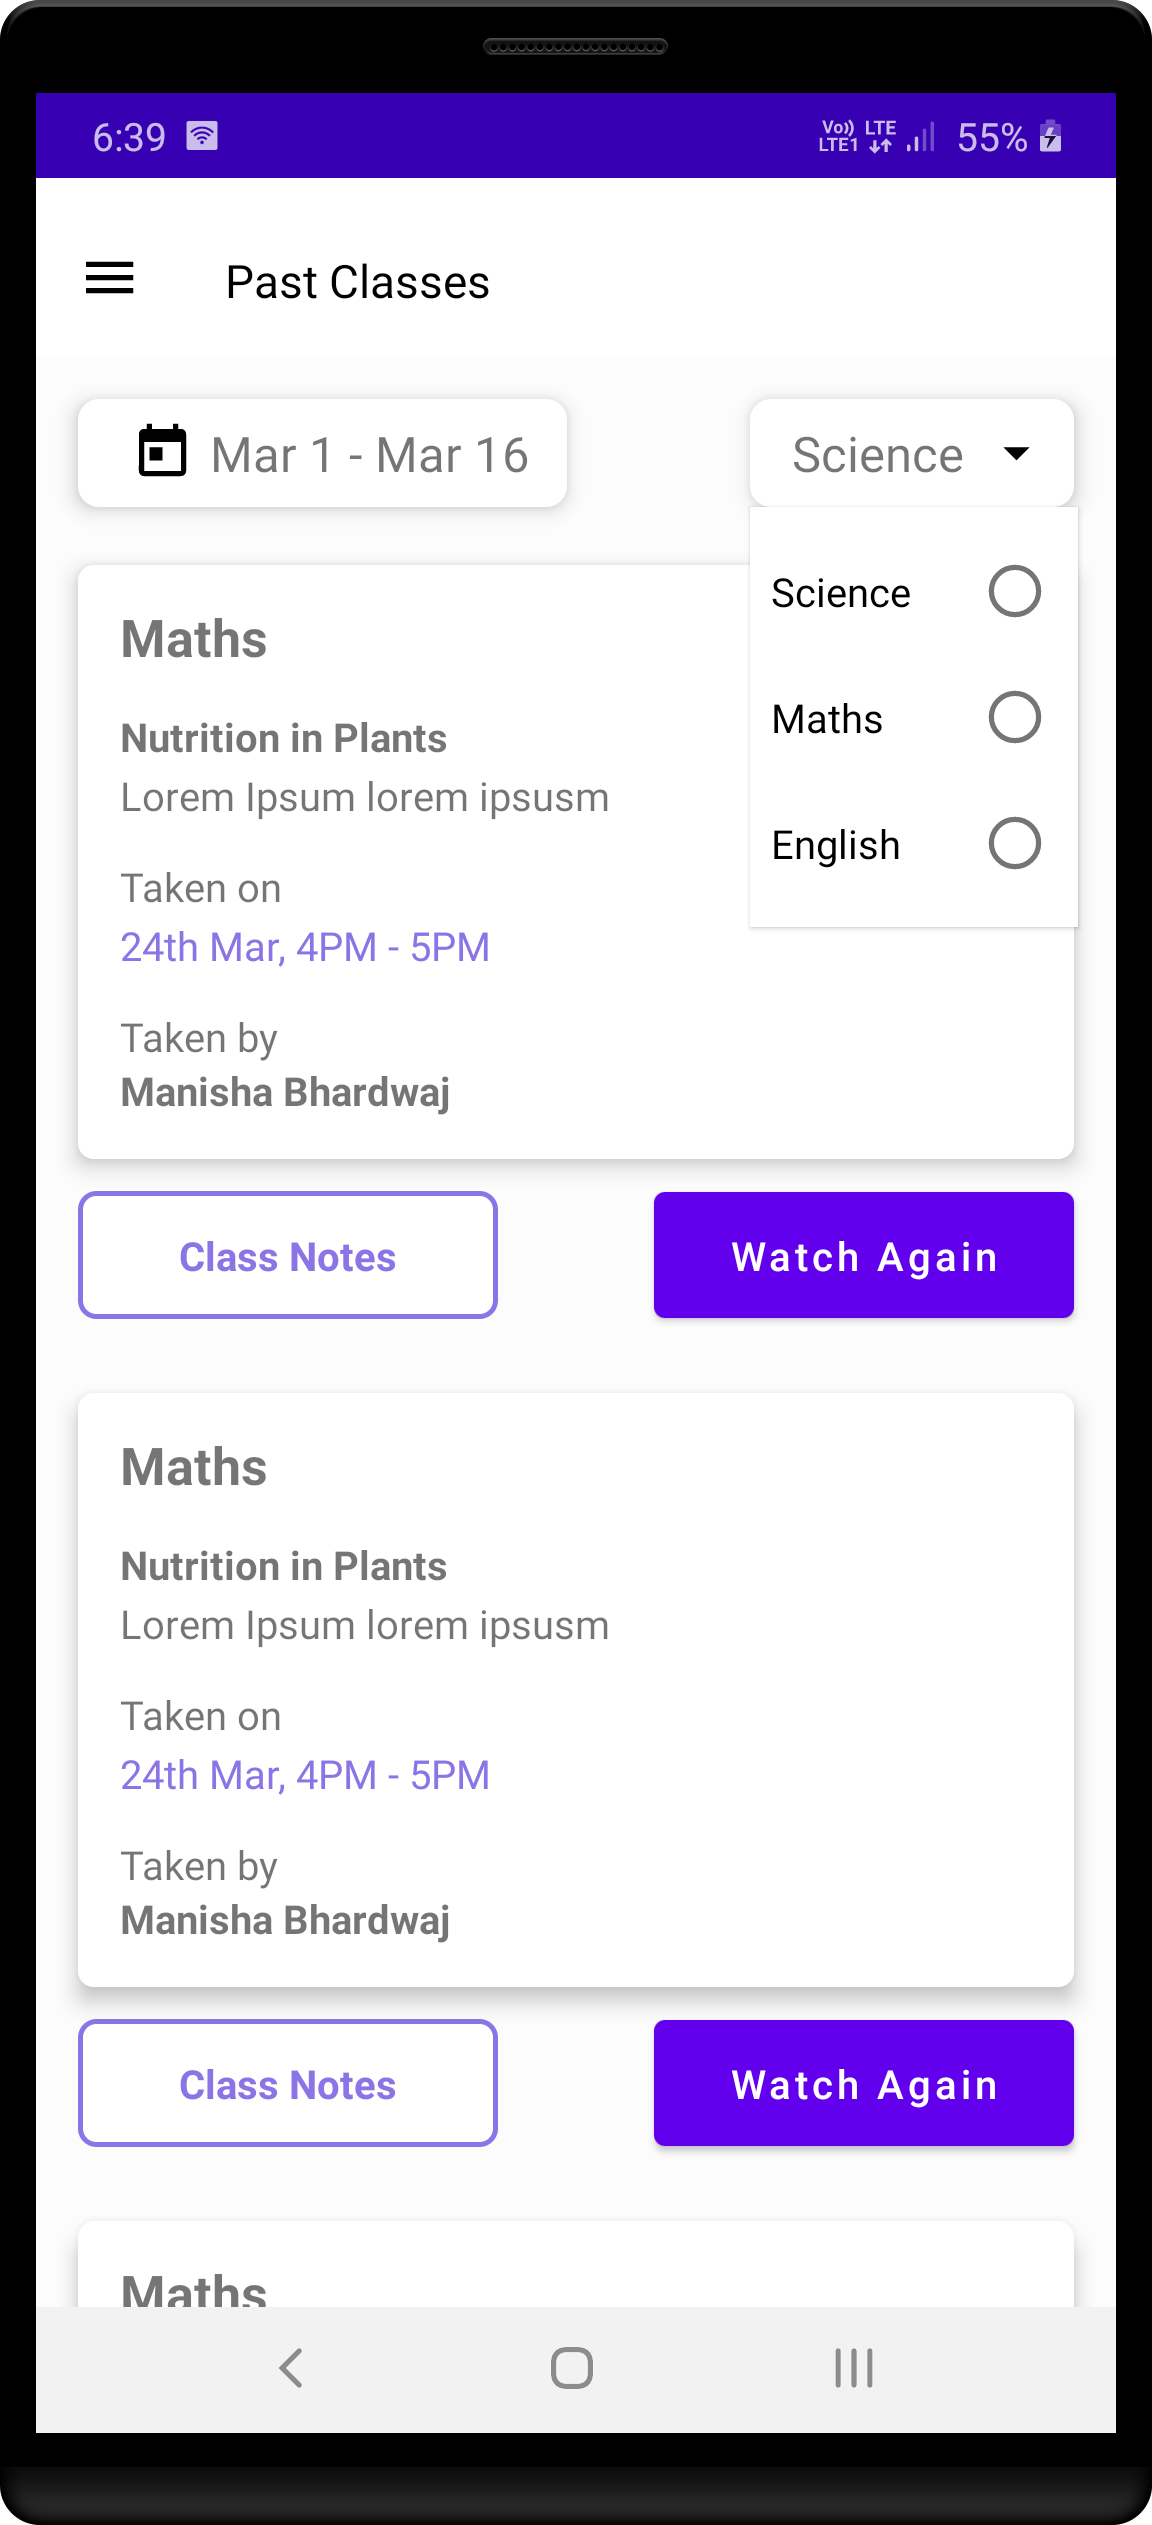 6:39
Vo)) LTE
LTE1
55%
Past Classes
Mar 1 - Mar 16
Science
Science
Maths
English
Maths
Nutrition in Plants
Lorem Ipsum lorem ipsusm
Taken on
24th Mar, 4PM - 5PM
Taken by
Manisha Bhardwaj
Class Notes
Watch Again
Maths
Nutrition in Plants
Lorem Ipsum lorem ipsusm
Taken on
24th Mar, 4PM - 5PM
Taken by
Manisha Bhardwaj
Class Notes
Watch Again
Maths